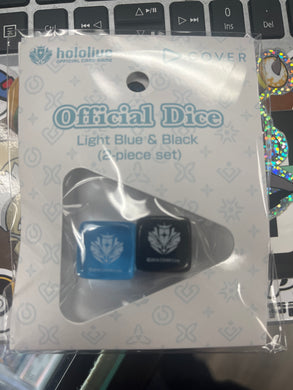 hololive
OFFICIAL CARD GAME
COVER
Official Dice
Light Blue & Black
(2-piece set)